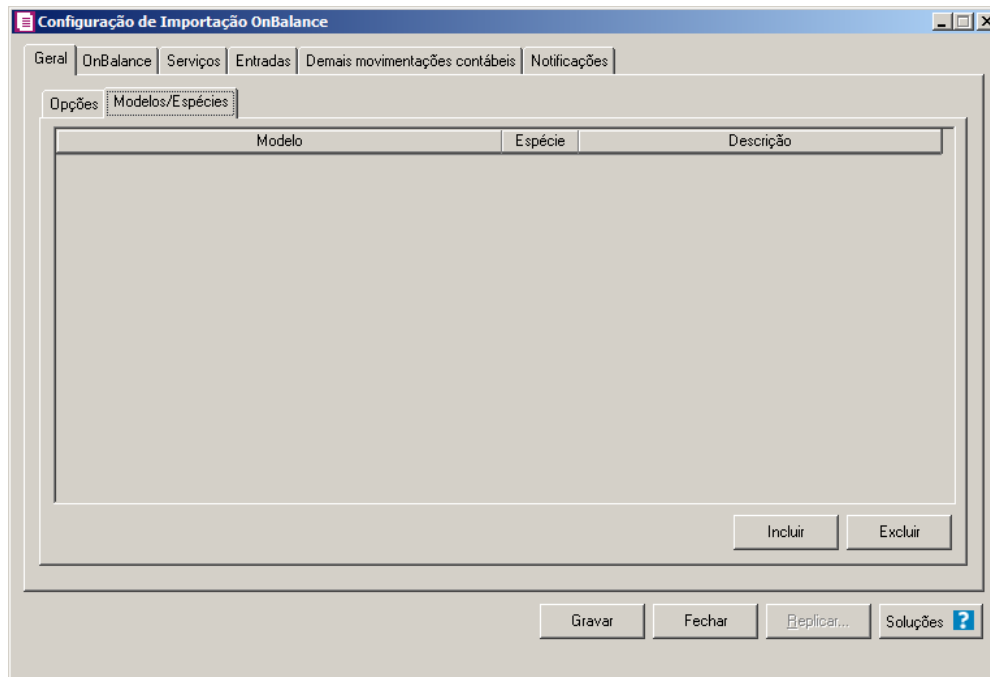 Configuração de Importação OnBalance
Geral OnBalance Serviços Entradas Demais movimentações contábeis Notificações
Opções Modelos/Espécies
Modelo Espécie Descrição
Incluir Excluir
Gravar Fechar Replicar... Soluções ?